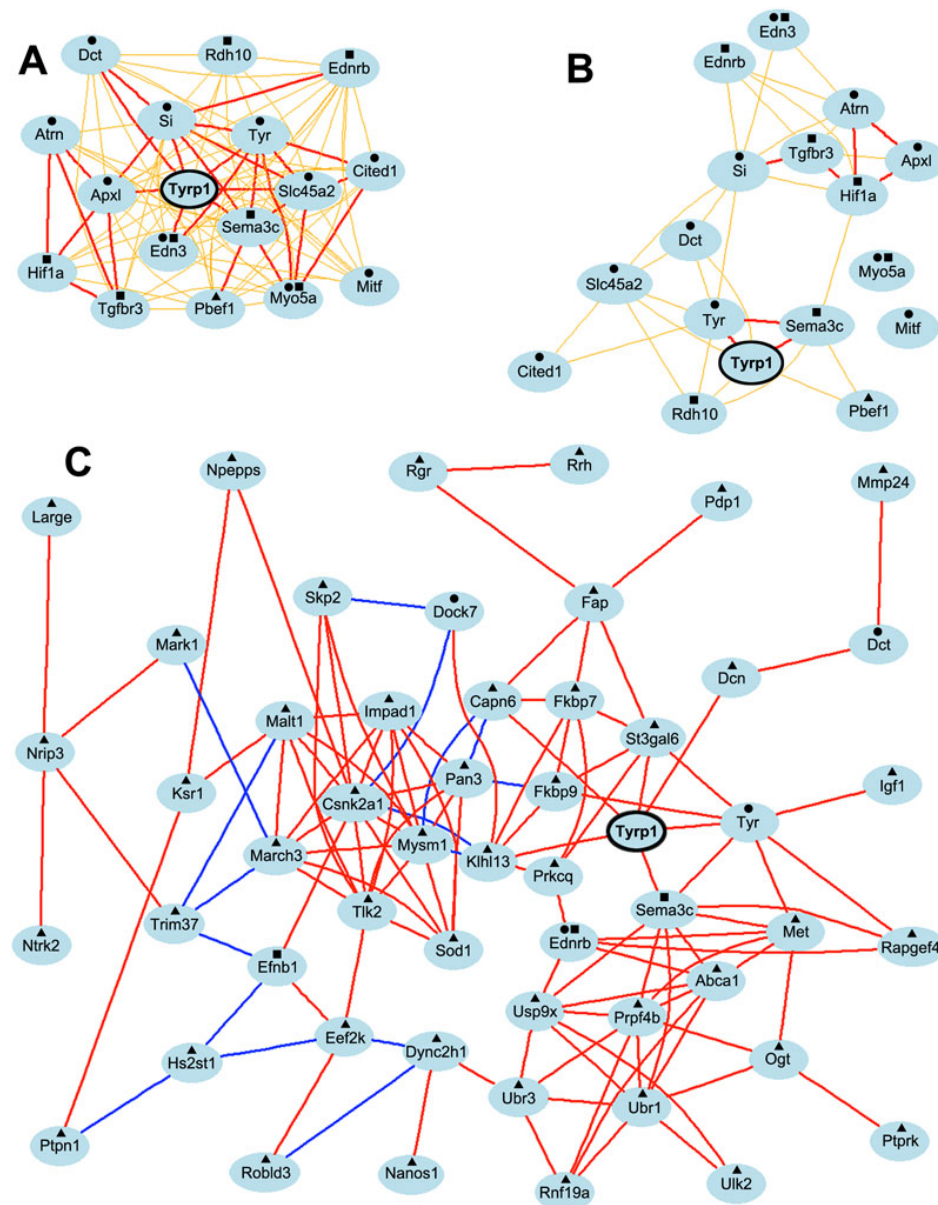 A
Dct
Rdh10
Ednrb
Si
Atrn
Tyr
Cited1
Apxl
Tyrp1
Slc45a2
Sema3c
Edn3
Hif1a
Tgfbr3
Pbef1
Myo5a
Mitf
B
Edn3
Ednrb
Atrn
Tgfbr3
Apxl
Si
Hif1a
Dct
Myo5a
Slc45a2
Tyr
Sema3c
Mitf
Tyrp1
Cited1
Rdh10
Pbef1
C
Npepps
Rgr
Rrh
Mmp24
Large
Pdp1
Skp2
Dock7
Fap
Mark1
Dct
Dcn
Malt1
Impad1
Capn6
Fkbp7
St3gal6
Nrip3
Ksr1
Csnk2a1
Pan3
Fkbp9
Igf1
Tyrp1
Tyr
March3
Mysm1
Klhl13
Prkcq
Trim37
Tlk2
Sema3c
Ntrk2
Sod1
Ednrb
Met
Rapgef4
Efnb1
Abca1
Usp9x
Prpf4b
Eef2k
Hs2st1
Dync2h1
Ogt
Ubr3
Ubr1
Ptpn1
Robld3
Nanos1
Ptprk
Rnf19a
Ulk2